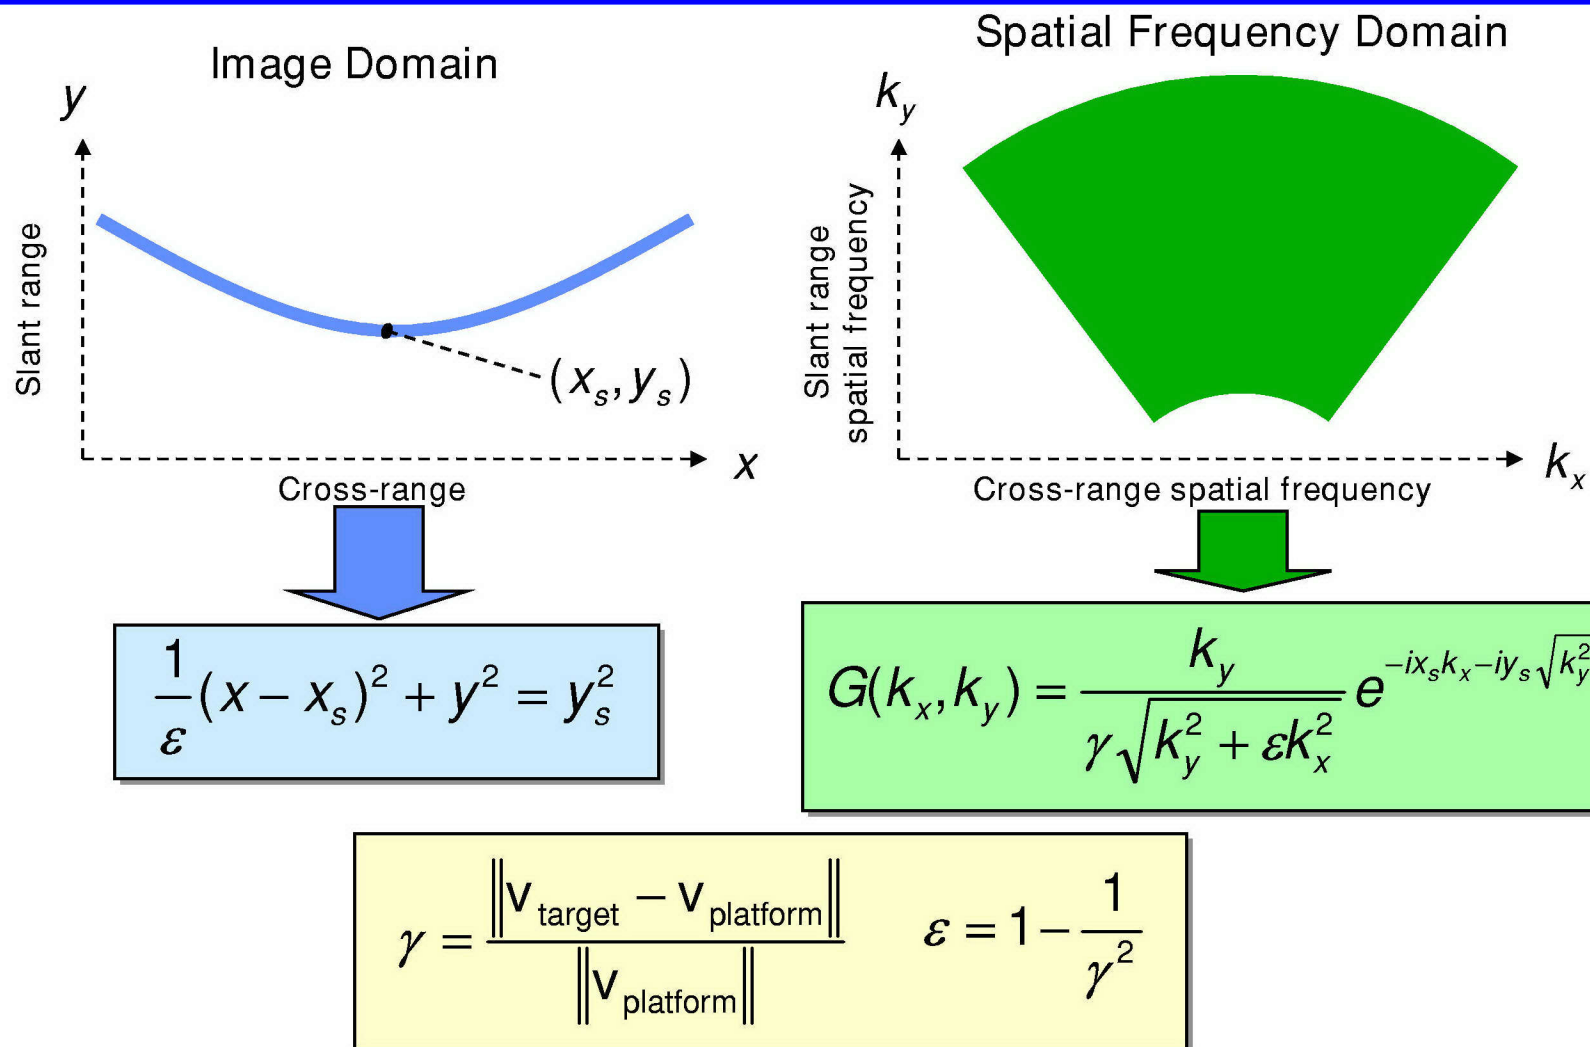 Image Domain
y
Slant range
(x_s, y_s)
x
Cross-range
Spatial Frequency Domain
k_y
Slant range
spatial frequency
k_x
Cross-range spatial frequency
1/ε (x − x_s)² + y² = y_s²
G(k_x, k_y) = k_y / (γ√(k_y² + εk_x²)) e^(−ix_s k_x − iy_s √(k_y²
γ = ‖v_target − v_platform‖ / ‖v_platform‖
ε = 1 − 1/γ²